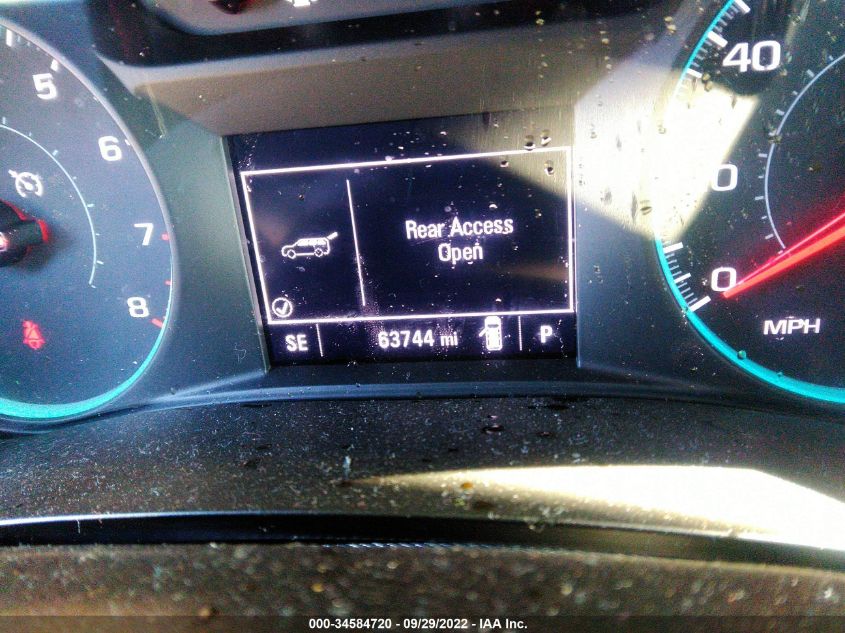 5
6
7
8
Rear Access
Open
SE
63744 mi
P
40
0
MPH
000-34584720 - 09/29/2022 - IAA Inc.